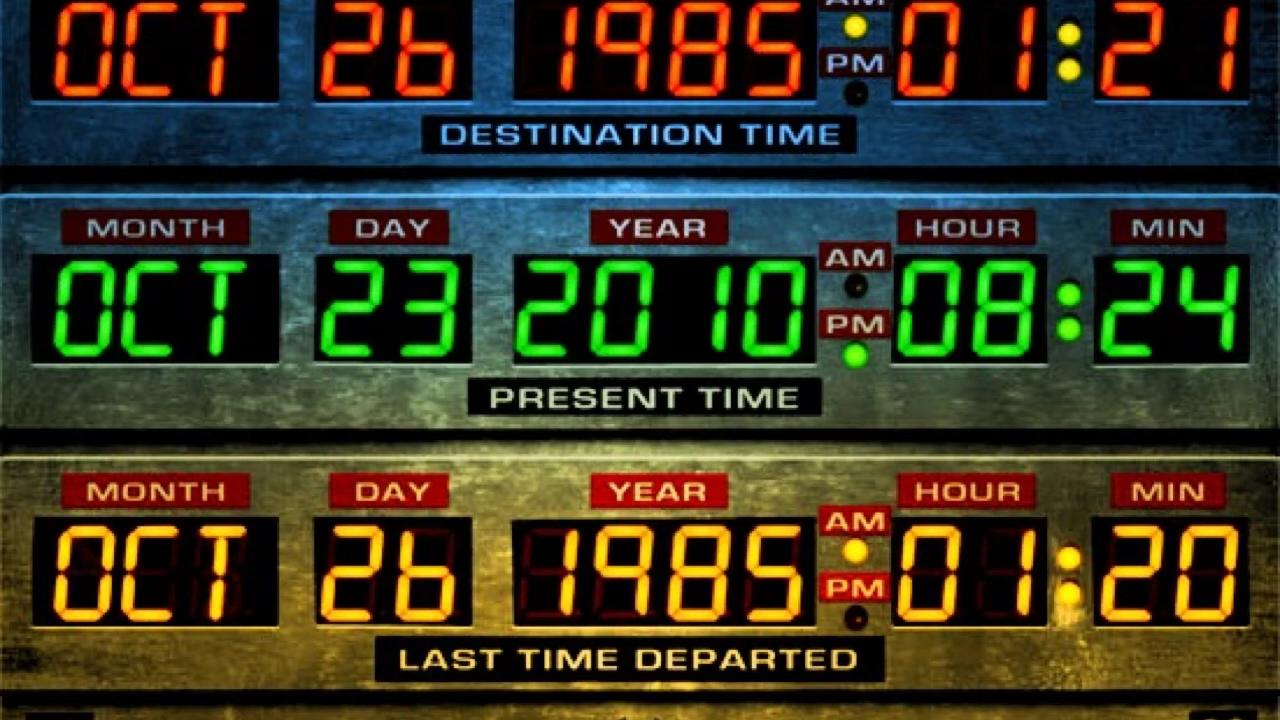 AM
OCT 26 1985 PM 01:21
DESTINATION TIME
MONTH DAY YEAR HOUR MIN
AM
OCT 23 2010 08:24
PM
PRESENT TIME
MONTH DAY YEAR HOUR MIN
AM
OCT 26 1985 01:20
PM
LAST TIME DEPARTED